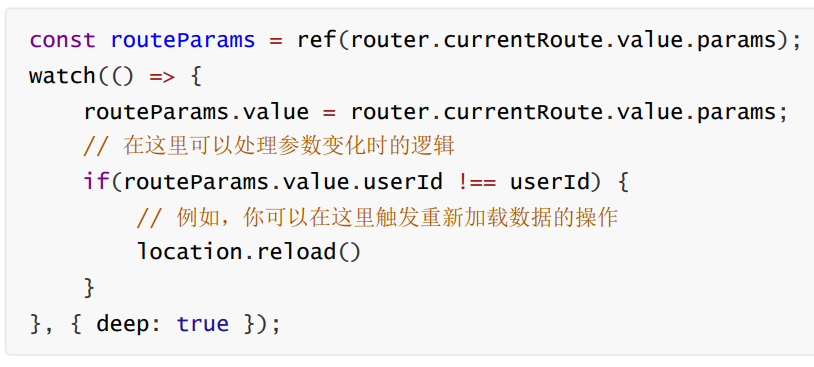 const routeParams = ref(router.currentRoute.value.params);
watch(() => {
    routeParams.value = router.currentRoute.value.params;
    // 在这里可以处理参数变化时的逻辑
    if(routeParams.value.userId !== userId) {
        // 例如，你可以在这里触发重新加载数据的操作
        location.reload()
    }
}, { deep: true });